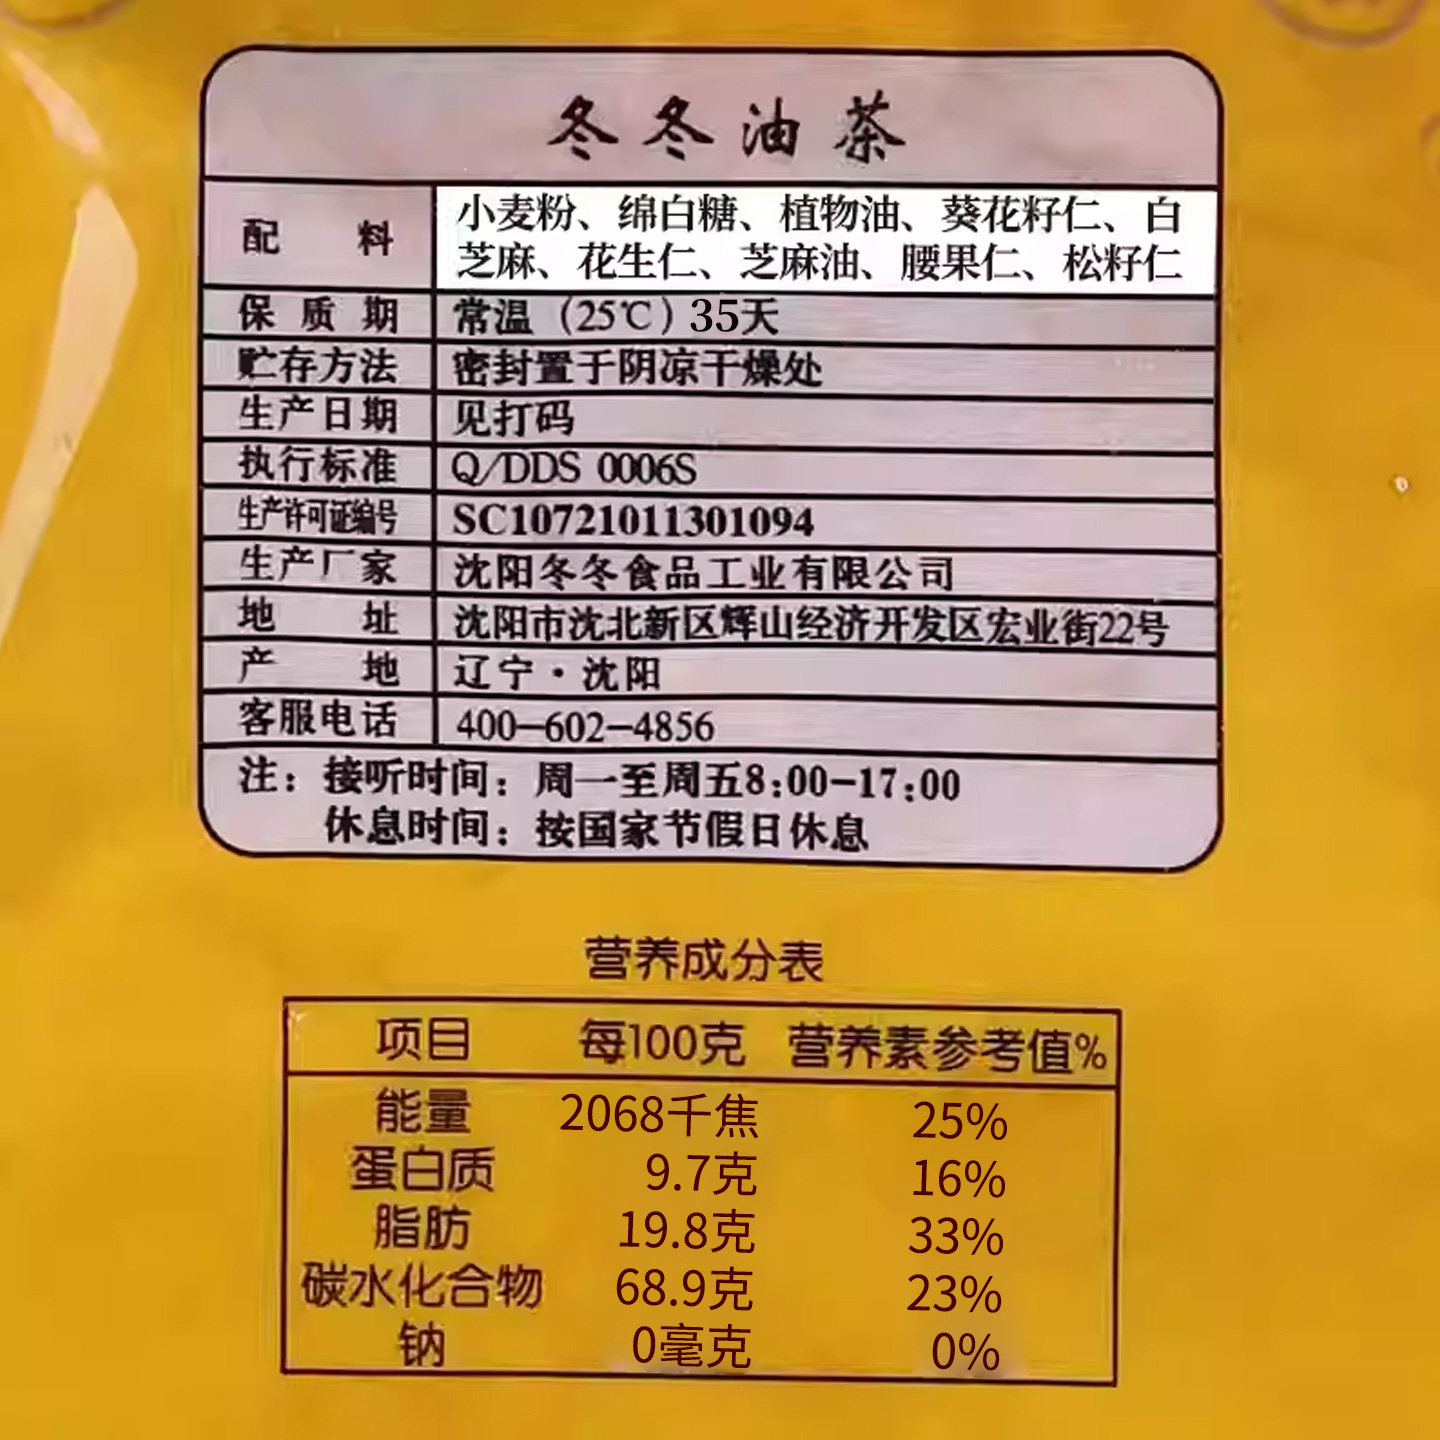 冬冬油茶
配料 小麦粉、绵白糖、植物油、葵花籽仁、白
芝麻、花生仁、芝麻油、腰果仁、松籽仁
保质期 常温（25℃）35天
贮存方法 密封置于阴凉干燥处
生产日期 见打码
执行标准 Q/DDS 0006S
生产许可证编号 SC10721011301094
生产厂家 沈阳冬冬食品工业有限公司
地址 沈阳市沈北新区辉山经济开发区宏业街22号
产地 辽宁·沈阳
客服电话 400-602-4856
注：接听时间：周一至周五8:00-17:00
休息时间：按国家节假日休息
营养成分表
项目 每100克 营养素参考值%
能量 2068千焦 25%
蛋白质 9.7克 16%
脂肪 19.8克 33%
碳水化合物 68.9克 23%
钠 0毫克 0%